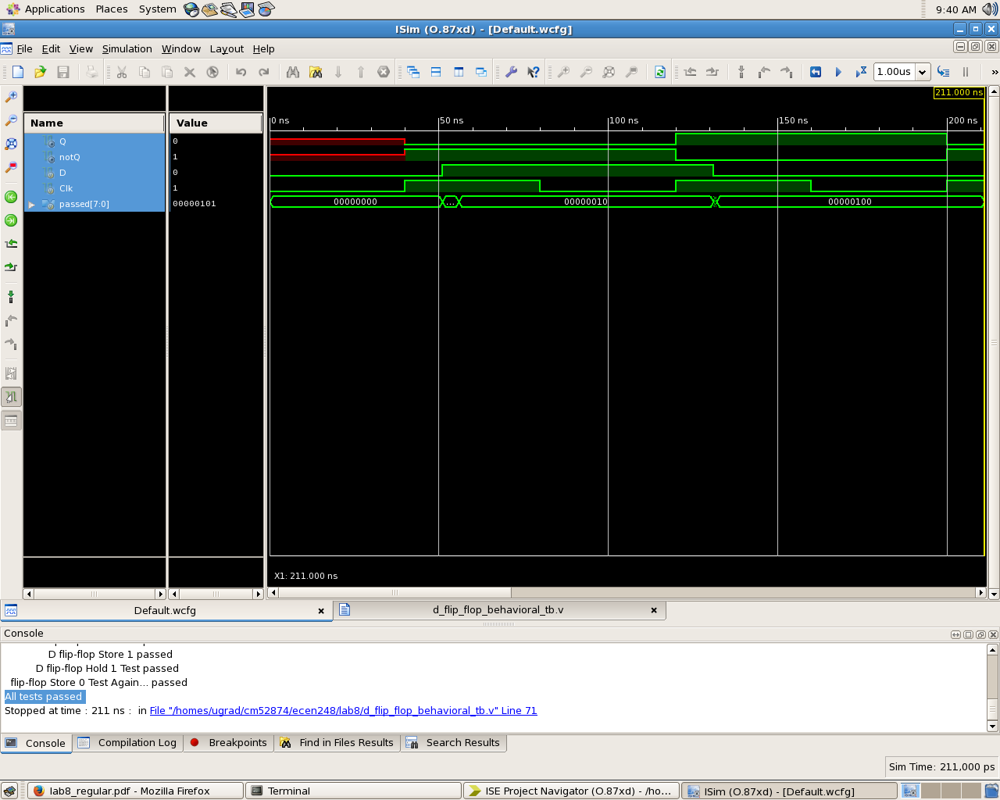 Applications Places System 9:40 AM
ISim (O.87xd) - [Default.wcfg]
File Edit View Simulation Window Layout Help
1.00us »
211.000 ns
Name Value
0 ns 50 ns 100 ns 150 ns 200 ns
Q 0
notQ 1
D 0
Clk 1
passed[7:0] 00000101 00000000 ... 00000010 00000100
X1: 211.000 ns
Default.wcfg d_flip_flop_behavioral_tb.v
Console
D flip-flop Store 1 passed
D flip-flop Hold 1 Test passed
flip-flop Store 0 Test Again... passed
All tests passed
Stopped at time : 211 ns : in File "/homes/ugrad/cm52874/ecen248/lab8/d_flip_flop_behavioral_tb.v" Line 71
Console Compilation Log Breakpoints Find in Files Results Search Results
Sim Time: 211,000 ps
lab8_regular.pdf - Mozilla Firefox Terminal ISE Project Navigator (O.87xd) - /ho... ISim (O.87xd) - [Default.wcfg]